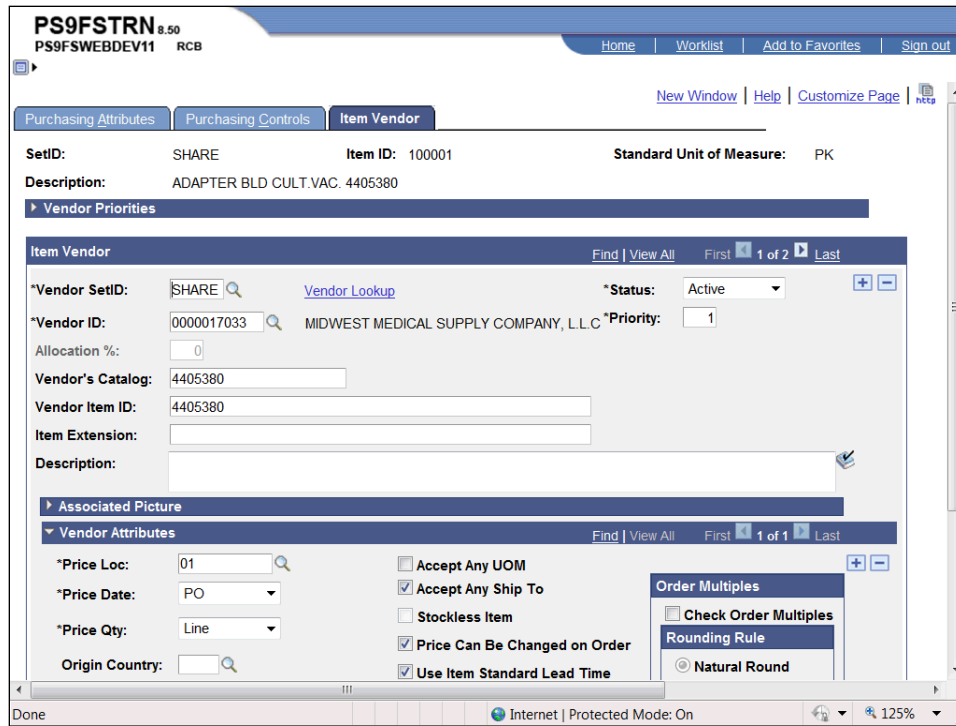 PS9FSTRN 8.50
PS9FSWEBDEV11 RCB
Home | Worklist | Add to Favorites | Sign out
New Window | Help | Customize Page | http
Purchasing Attributes Purchasing Controls Item Vendor
SetID: SHARE Item ID: 100001 Standard Unit of Measure: PK
Description: ADAPTER BLD CULT.VAC. 4405380
Vendor Priorities
Item Vendor Find | View All First 1 of 2 Last
*Vendor SetID: SHARE Vendor Lookup *Status: Active
*Vendor ID: 0000017033 MIDWEST MEDICAL SUPPLY COMPANY, L.L.C *Priority: 1
Allocation %: 0
Vendor's Catalog: 4405380
Vendor Item ID: 4405380
Item Extension:
Description:
Associated Picture
Vendor Attributes Find | View All First 1 of 1 Last
*Price Loc: 01 Accept Any UOM
*Price Date: PO Accept Any Ship To Order Multiples
Stockless Item Check Order Multiples
*Price Qty: Line Price Can Be Changed on Order Rounding Rule
Origin Country: Use Item Standard Lead Time Natural Round
Done Internet | Protected Mode: On 125%